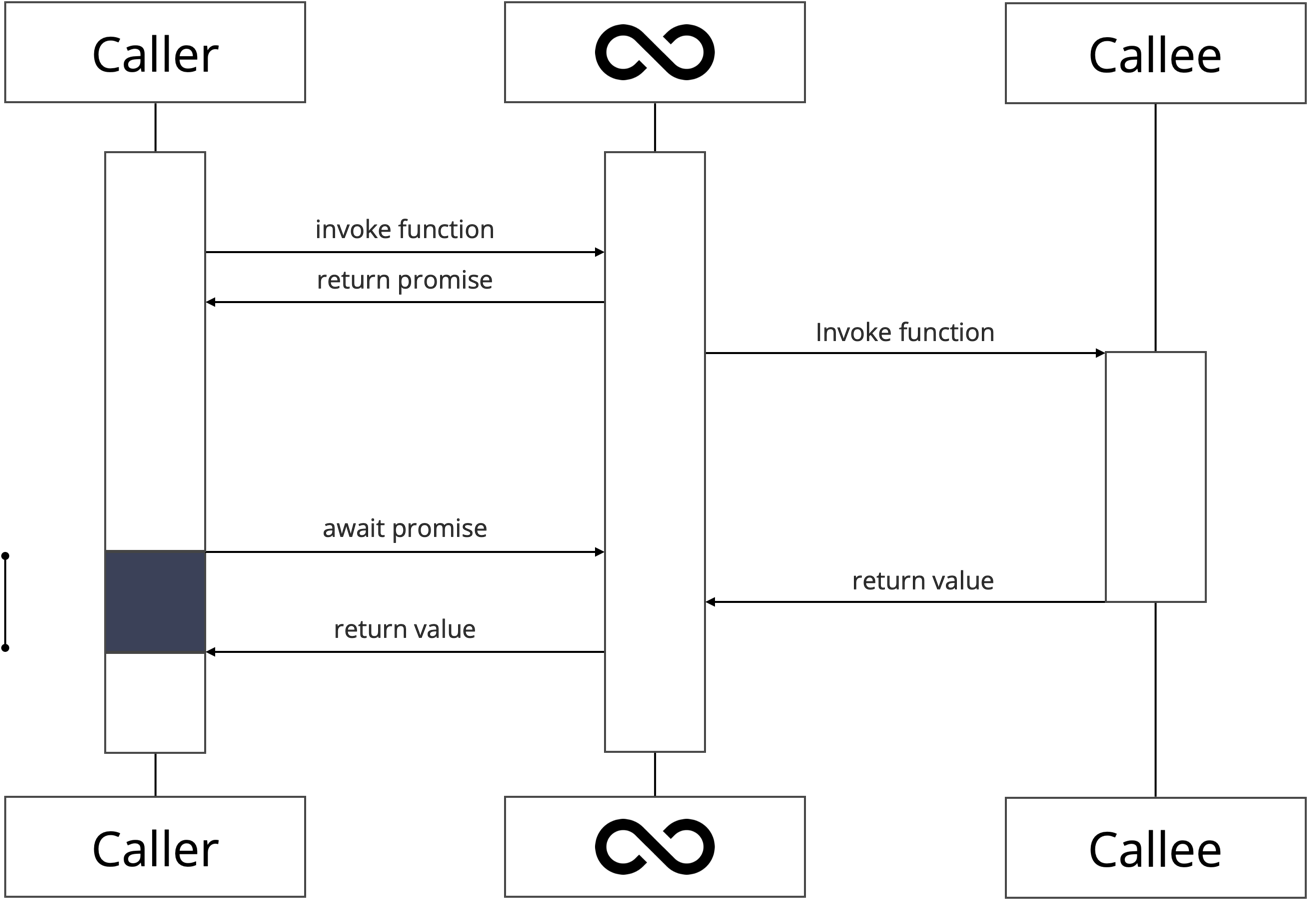 Caller
Callee
invoke function
return promise
Invoke function
await promise
return value
return value
Caller
Callee